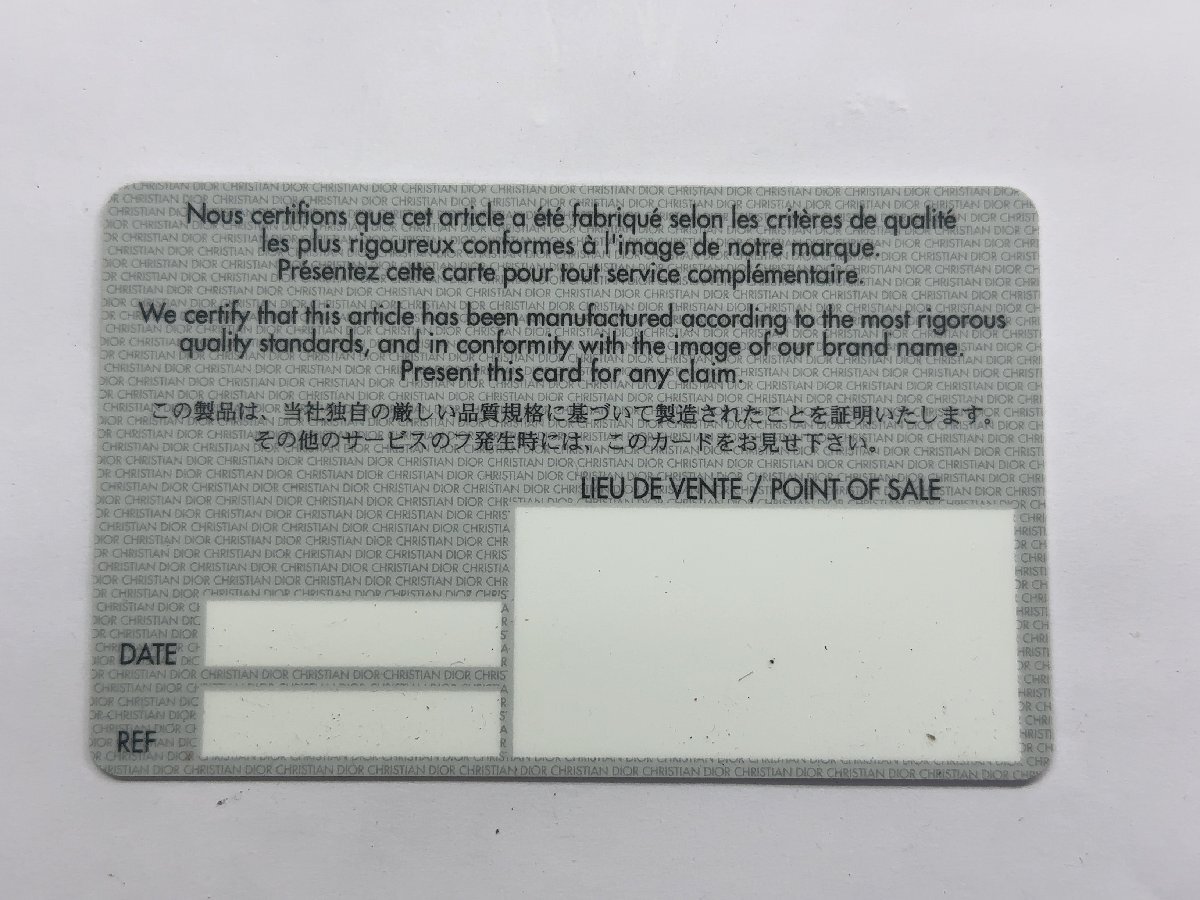 Nous certifions que cet article a été fabriqué selon les critères de qualité
les plus rigoureux conformes à l'image de notre marque.
Présentez cette carte pour tout service complémentaire.
We certify that this article has been manufactured according to the most rigorous
quality standards, and in conformity with the image of our brand name.
Present this card for any claim.
この製品は、当社独自の厳しい品質規格に基づいて製造されたことを証明いたします。
その他のサービスのフ発生時には、このカードをお見せ下さい。
LIEU DE VENTE / POINT OF SALE
DATE
REF
CHRISTIAN DIOR